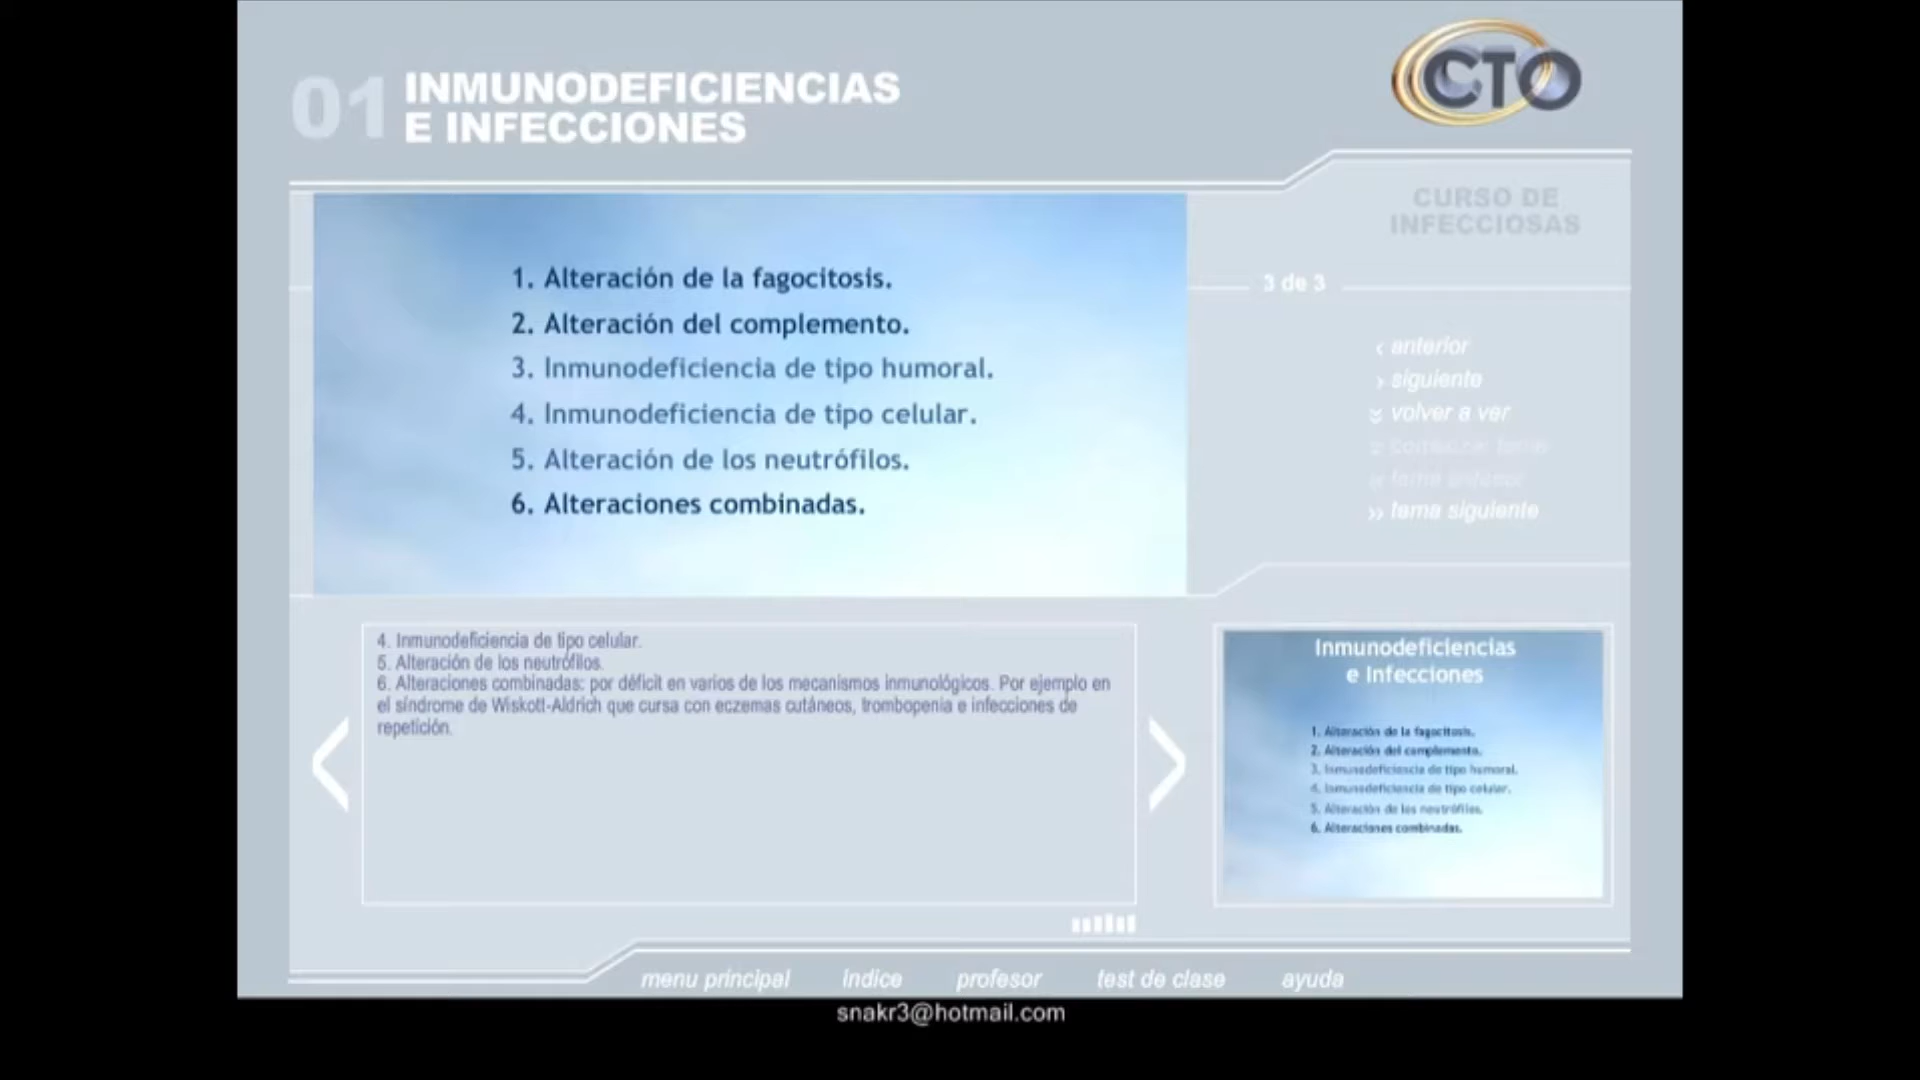 01 INMUNODEFICIENCIAS
E INFECCIONES
CTO
CURSO DE
INFECCIOSAS
3 de 3
‹ anterior
› siguiente
volver a ver
comenzar tema
tema anterior
›› tema siguiente
1. Alteración de la fagocitosis.
2. Alteración del complemento.
3. Inmunodeficiencia de tipo humoral.
4. Inmunodeficiencia de tipo celular.
5. Alteración de los neutrófilos.
6. Alteraciones combinadas.
4. Inmunodeficiencia de tipo celular.
5. Alteración de los neutrófilos.
6. Alteraciones combinadas: por déficit en varios de los mecanismos inmunológicos. Por ejemplo en
el síndrome de Wiskott-Aldrich que cursa con eczemas cutáneos, trombopenia e infecciones de
repetición.
Inmunodeficiencias
e Infecciones
1. Alteración de la fagocitosis.
2. Alteración del complemento.
3. Inmunodeficiencia de tipo humoral.
4. Inmunodeficiencia de tipo celular.
5. Alteración de los neutrófilos.
6. Alteraciones combinadas.
menu principal
índice
profesor
test de clase
ayuda
snakr3@hotmail.com